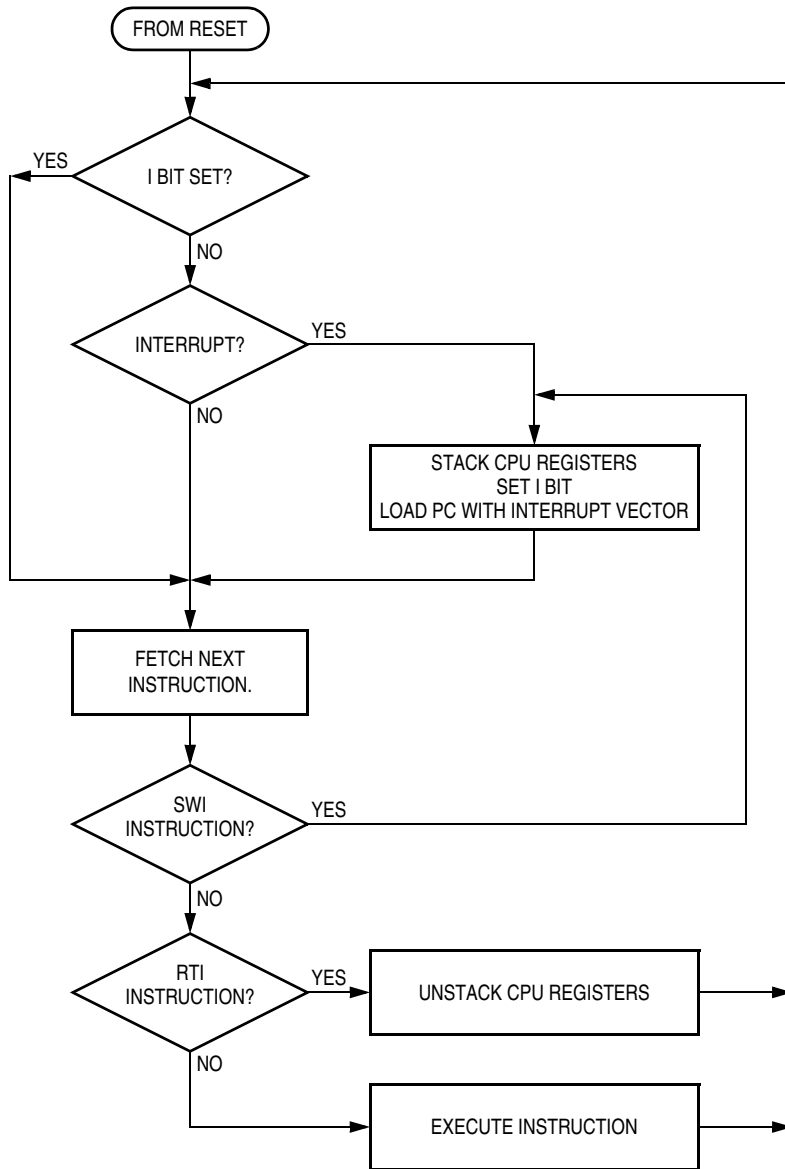 FROM RESET
YES
I BIT SET?
NO
INTERRUPT?
YES
NO
STACK CPU REGISTERS
SET I BIT
LOAD PC WITH INTERRUPT VECTOR
FETCH NEXT
INSTRUCTION.
SWI
INSTRUCTION?
YES
NO
RTI
INSTRUCTION?
YES
UNSTACK CPU REGISTERS
NO
EXECUTE INSTRUCTION